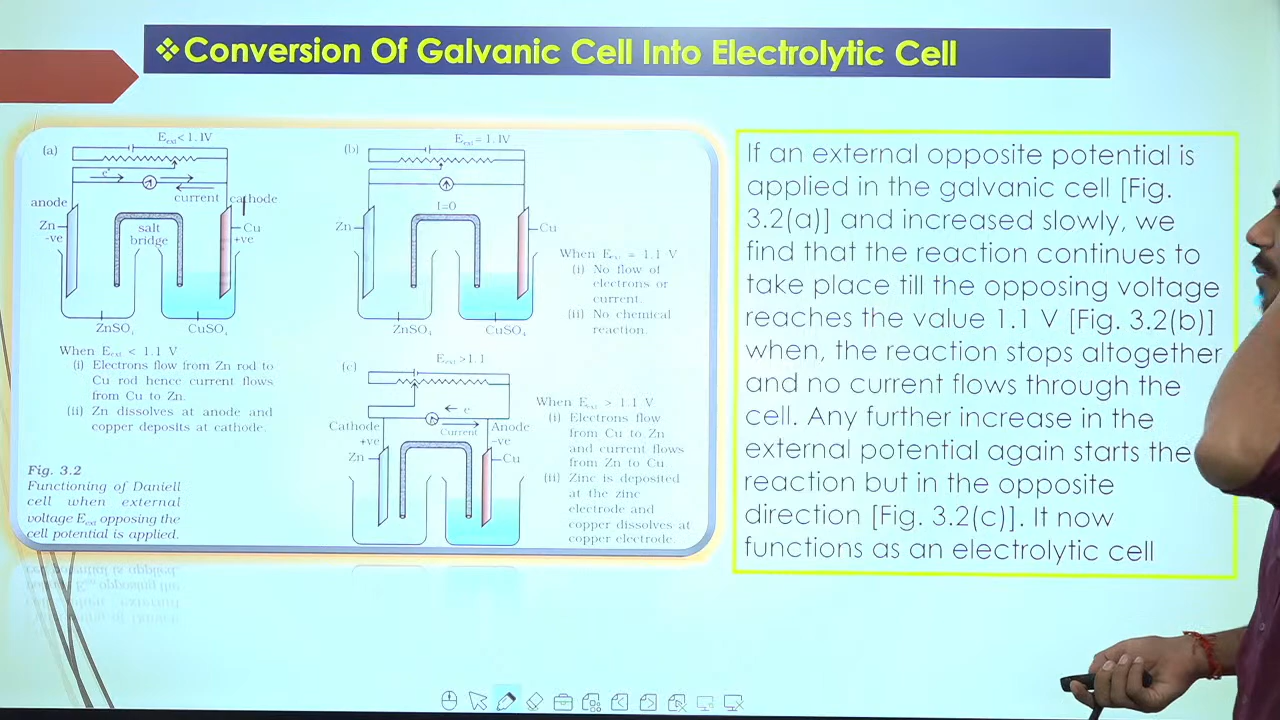 ❖Conversion Of Galvanic Cell Into Electrolytic Cell
(a)
E_ext < 1.1V
e⁻
current
anode
cathode
Zn
-ve
salt
bridge
Cu
+ve
ZnSO₄
CuSO₄
When E_ext < 1.1 V
(i) Electrons flow from Zn rod to
Cu rod hence current flows
from Cu to Zn.
(ii) Zn dissolves at anode and
copper deposits at cathode.
(b)
E_ext = 1.1V
I=0
Zn
Cu
ZnSO₄
CuSO₄
When E_ext = 1.1 V
(i) No flow of
electrons or
current.
(ii) No chemical
reaction.
(c)
E_ext >1.1
e
Current
Cathode
+ve
Anode
-ve
Zn
Cu
When E_ext > 1.1 V
(i) Electrons flow
from Cu to Zn
and current flows
from Zn to Cu
(ii) Zinc is deposited
at the zinc
electrode and
copper dissolves at
copper electrode.
Fig. 3.2
Functioning of Daniell
cell when external
voltage E_ext opposing the
cell potential is applied.
If an external opposite potential is
applied in the galvanic cell [Fig.
3.2(a)] and increased slowly, we
find that the reaction continues to
take place till the opposing voltage
reaches the value 1.1 V [Fig. 3.2(b)]
when, the reaction stops altogether
and no current flows through the
cell. Any further increase in the
external potential again starts the
reaction but in the opposite
direction [Fig. 3.2(c)]. It now
functions as an electrolytic cell